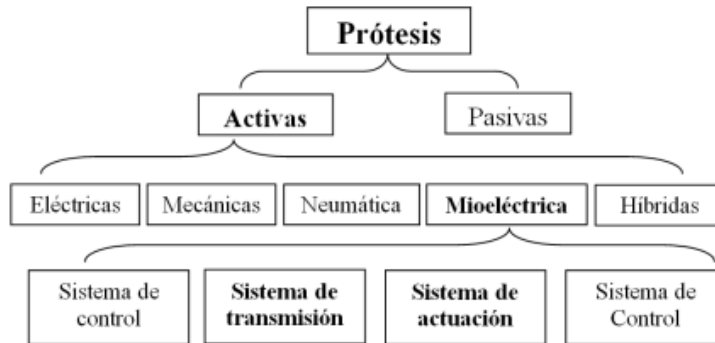 Prótesis
Activas
Pasivas
Eléctricas
Mecánicas
Neumática
Mioeléctrica
Híbridas
Sistema de
control
Sistema de
transmisión
Sistema de
actuación
Sistema de
Control